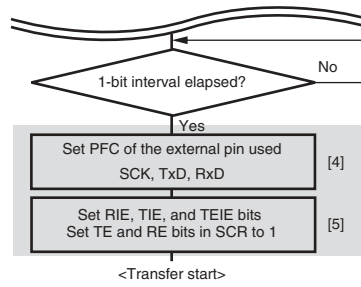 1-bit interval elapsed?
No
Yes
Set PFC of the external pin used
SCK, TxD, RxD
[4]
Set RIE, TIE, and TEIE bits
Set TE and RE bits in SCR to 1
[5]
<Transfer start>